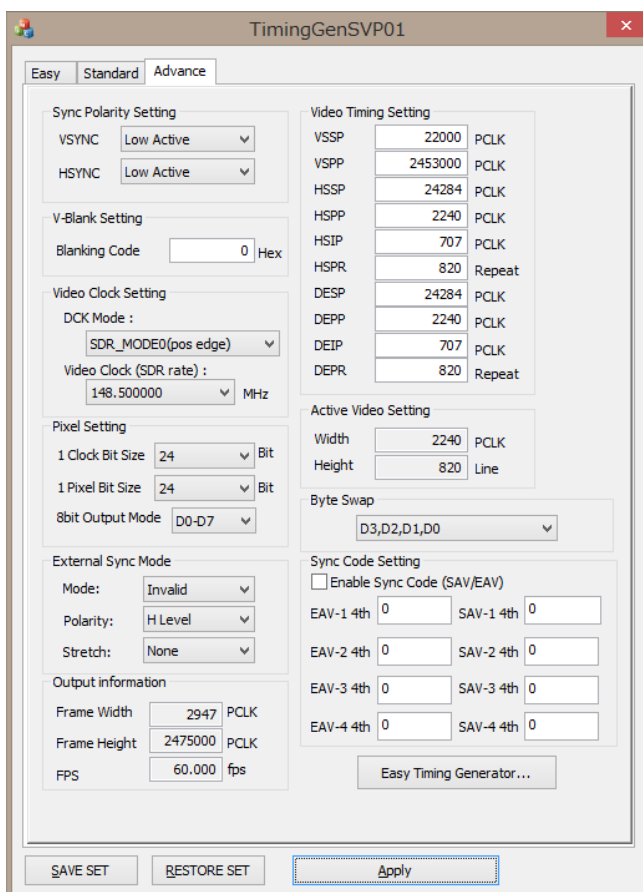 TimingGenSVP01
Easy Standard Advance
Sync Polarity Setting
VSYNC Low Active
HSYNC Low Active
V-Blank Setting
Blanking Code 0 Hex
Video Clock Setting
DCK Mode :
SDR_MODE0(pos edge)
Video Clock (SDR rate) :
148.500000 MHz
Pixel Setting
1 Clock Bit Size 24 Bit
1 Pixel Bit Size 24 Bit
8bit Output Mode D0-D7
External Sync Mode
Mode: Invalid
Polarity: H Level
Stretch: None
Output information
Frame Width 2947 PCLK
Frame Height 2475000 PCLK
FPS 60.000 fps
Video Timing Setting
VSSP 22000 PCLK
VSPP 2453000 PCLK
HSSP 24284 PCLK
HSPP 2240 PCLK
HSIP 707 PCLK
HSPR 820 Repeat
DESP 24284 PCLK
DEPP 2240 PCLK
DEIP 707 PCLK
DEPR 820 Repeat
Active Video Setting
Width 2240 PCLK
Height 820 Line
Byte Swap
D3,D2,D1,D0
Sync Code Setting
Enable Sync Code (SAV/EAV)
EAV-1 4th 0 SAV-1 4th 0
EAV-2 4th 0 SAV-2 4th 0
EAV-3 4th 0 SAV-3 4th 0
EAV-4 4th 0 SAV-4 4th 0
Easy Timing Generator...
SAVE SET RESTORE SET Apply